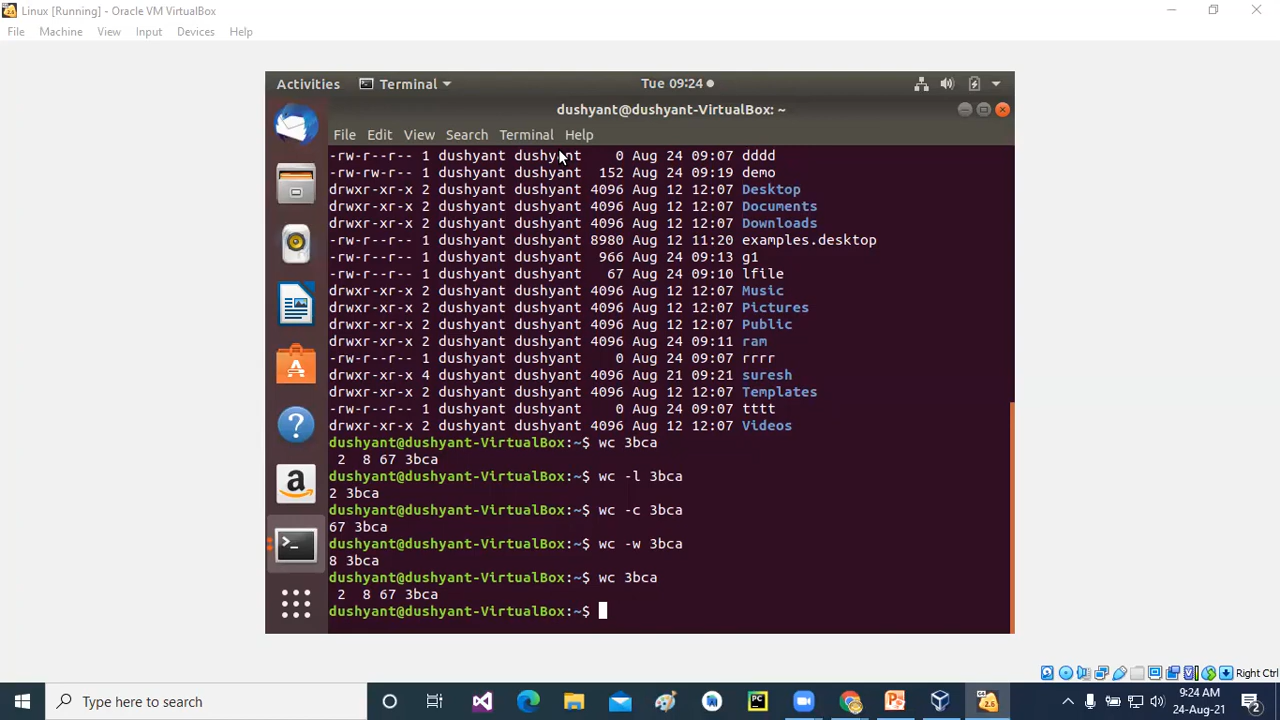 Linux [Running] - Oracle VM VirtualBox
File Machine View Input Devices Help
Activities Terminal Tue 09:24
dushyant@dushyant-VirtualBox: ~
File Edit View Search Terminal Help
-rw-r--r-- 1 dushyant dushyant    0 Aug 24 09:07 dddd
-rw-rw-r-- 1 dushyant dushyant  152 Aug 24 09:19 demo
drwxr-xr-x 2 dushyant dushyant 4096 Aug 12 12:07 Desktop
drwxr-xr-x 2 dushyant dushyant 4096 Aug 12 12:07 Documents
drwxr-xr-x 2 dushyant dushyant 4096 Aug 12 12:07 Downloads
-rw-r--r-- 1 dushyant dushyant 8980 Aug 12 11:20 examples.desktop
-rw-r--r-- 1 dushyant dushyant  966 Aug 24 09:13 g1
-rw-r--r-- 1 dushyant dushyant   67 Aug 24 09:10 lfile
drwxr-xr-x 2 dushyant dushyant 4096 Aug 12 12:07 Music
drwxr-xr-x 2 dushyant dushyant 4096 Aug 12 12:07 Pictures
drwxr-xr-x 2 dushyant dushyant 4096 Aug 12 12:07 Public
drwxr-xr-x 2 dushyant dushyant 4096 Aug 24 09:11 ram
-rw-r--r-- 1 dushyant dushyant    0 Aug 24 09:07 rrrr
drwxr-xr-x 4 dushyant dushyant 4096 Aug 21 09:21 suresh
drwxr-xr-x 2 dushyant dushyant 4096 Aug 12 12:07 Templates
-rw-r--r-- 1 dushyant dushyant    0 Aug 24 09:07 tttt
drwxr-xr-x 2 dushyant dushyant 4096 Aug 12 12:07 Videos
dushyant@dushyant-VirtualBox:~$ wc 3bca
 2  8 67 3bca
dushyant@dushyant-VirtualBox:~$ wc -l 3bca
2 3bca
dushyant@dushyant-VirtualBox:~$ wc -c 3bca
67 3bca
dushyant@dushyant-VirtualBox:~$ wc -w 3bca
8 3bca
dushyant@dushyant-VirtualBox:~$ wc 3bca
 2  8 67 3bca
dushyant@dushyant-VirtualBox:~$
Right Ctrl
Type here to search
9:24 AM
24-Aug-21
2